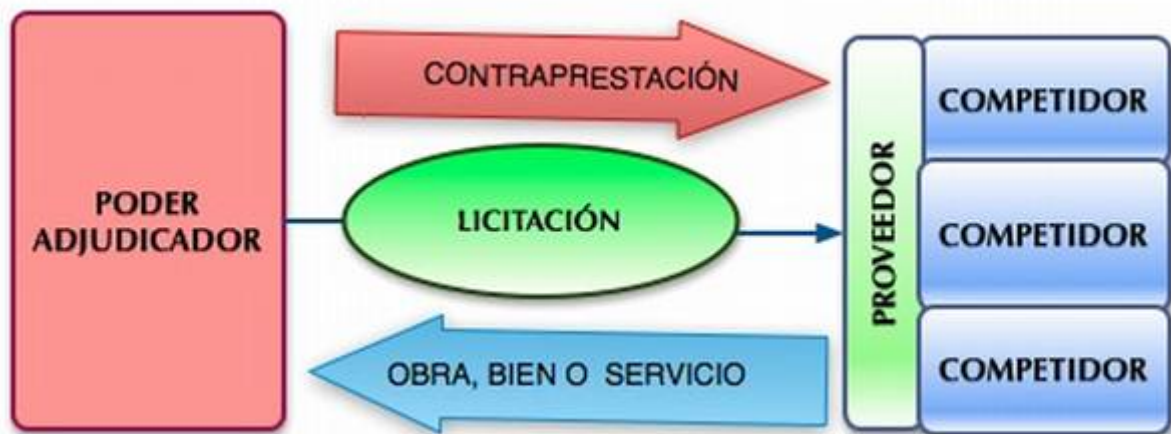 PODER
ADJUDICADOR
CONTRAPRESTACIÓN
LICITACIÓN
OBRA, BIEN O SERVICIO
PROVEEDOR
COMPETIDOR
COMPETIDOR
COMPETIDOR